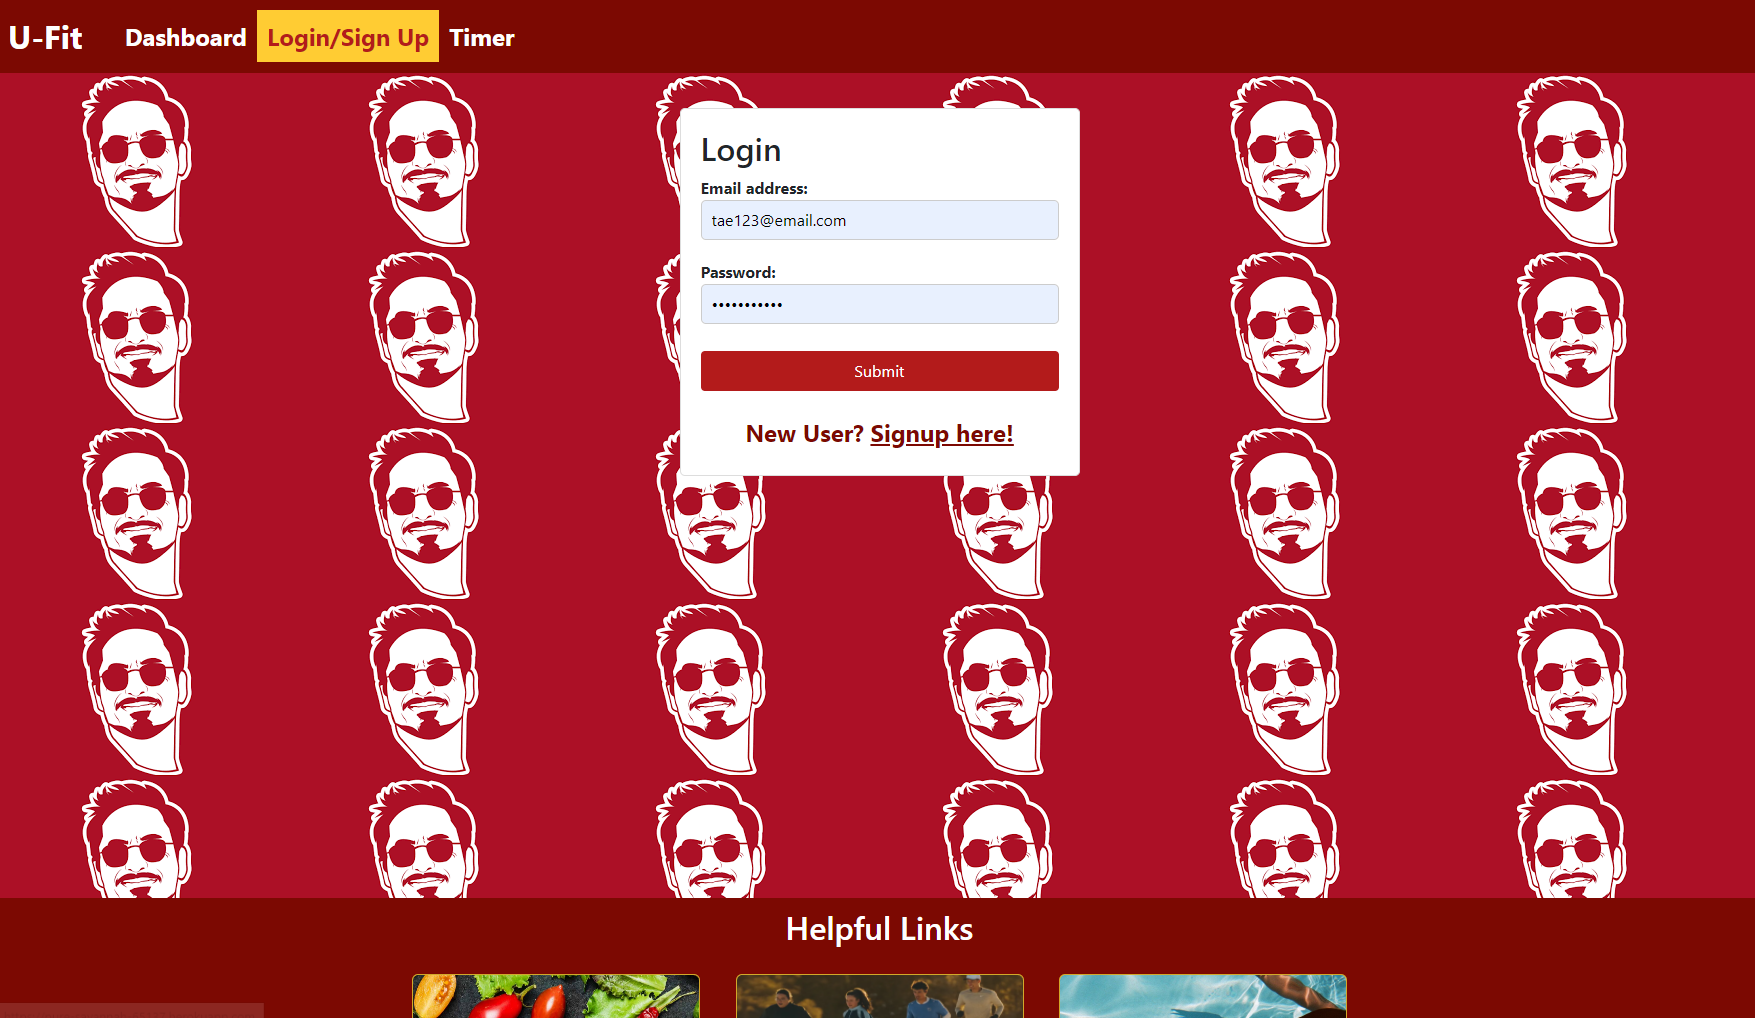 U-Fit Dashboard Login/Sign Up Timer
Login
Email address:
tae123@email.com
Password:
•••••••••••
Submit
New User? Signup here!
Helpful Links